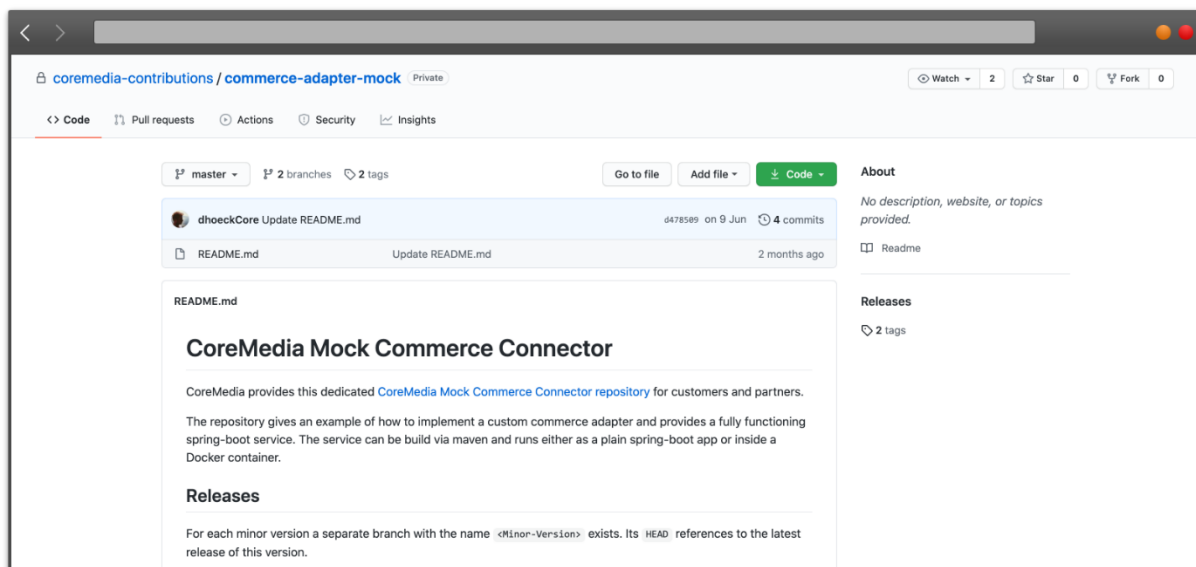 coremedia-contributions / commerce-adapter-mock Private
Watch 2 Star 0 Fork 0
<> Code Pull requests Actions Security Insights
master 2 branches 2 tags Go to file Add file Code
dhoeckCore Update README.md d478509 on 9 Jun 4 commits
README.md Update README.md 2 months ago
README.md
CoreMedia Mock Commerce Connector
CoreMedia provides this dedicated CoreMedia Mock Commerce Connector repository for customers and partners.
The repository gives an example of how to implement a custom commerce adapter and provides a fully functioning
spring-boot service. The service can be build via maven and runs either as a plain spring-boot app or inside a
Docker container.
Releases
For each minor version a separate branch with the name <Minor-Version> exists. Its HEAD references to the latest
release of this version.
About
No description, website, or topics
provided.
Readme
Releases
2 tags